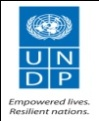 U N
D P
Empowered lives.
Resilient nations.